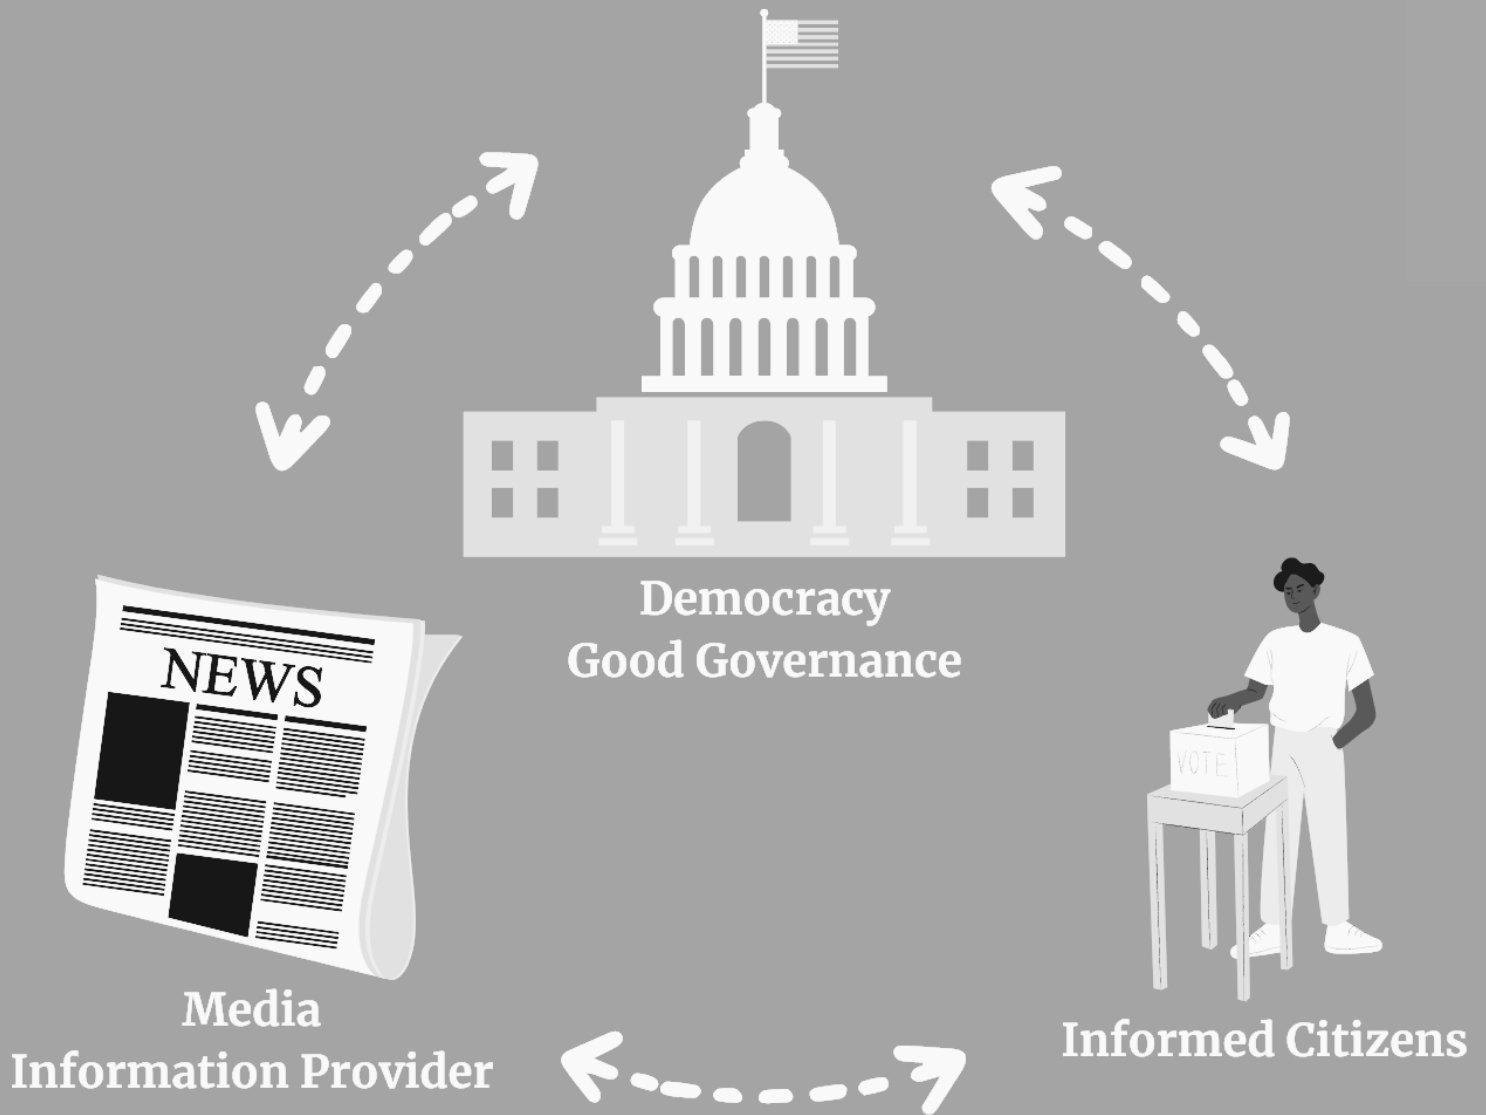 Democracy
Good Governance
NEWS
VOTE
Media
Information Provider
Informed Citizens